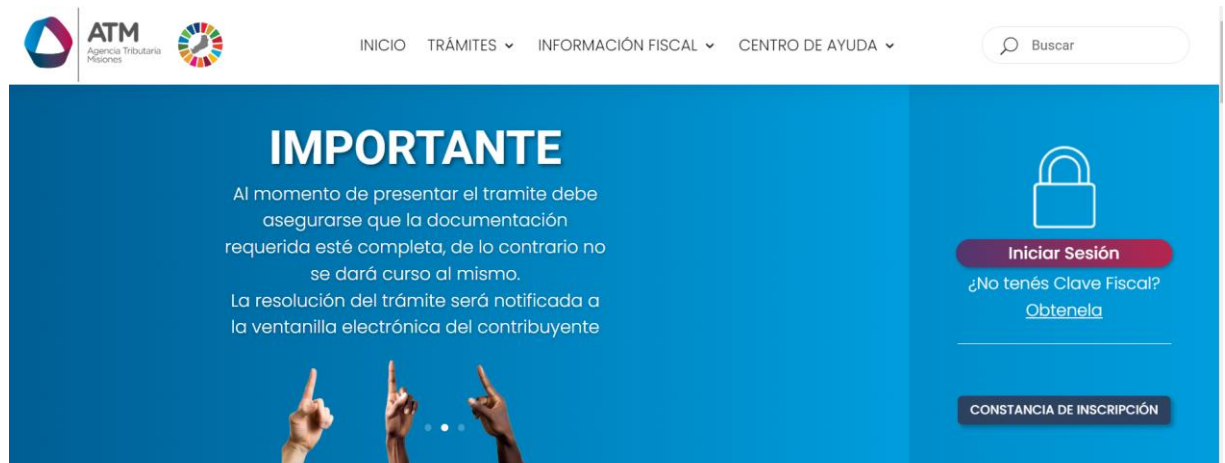 ATM
Agencia Tributaria
Misiones
INICIO TRÁMITES INFORMACIÓN FISCAL CENTRO DE AYUDA
Buscar
IMPORTANTE
Al momento de presentar el tramite debe
asegurarse que la documentación
requerida esté completa, de lo contrario no
se dará curso al mismo.
La resolución del trámite será notificada a
la ventanilla electrónica del contribuyente
Iniciar Sesión
¿No tenés Clave Fiscal?
Obtenela
CONSTANCIA DE INSCRIPCIÓN